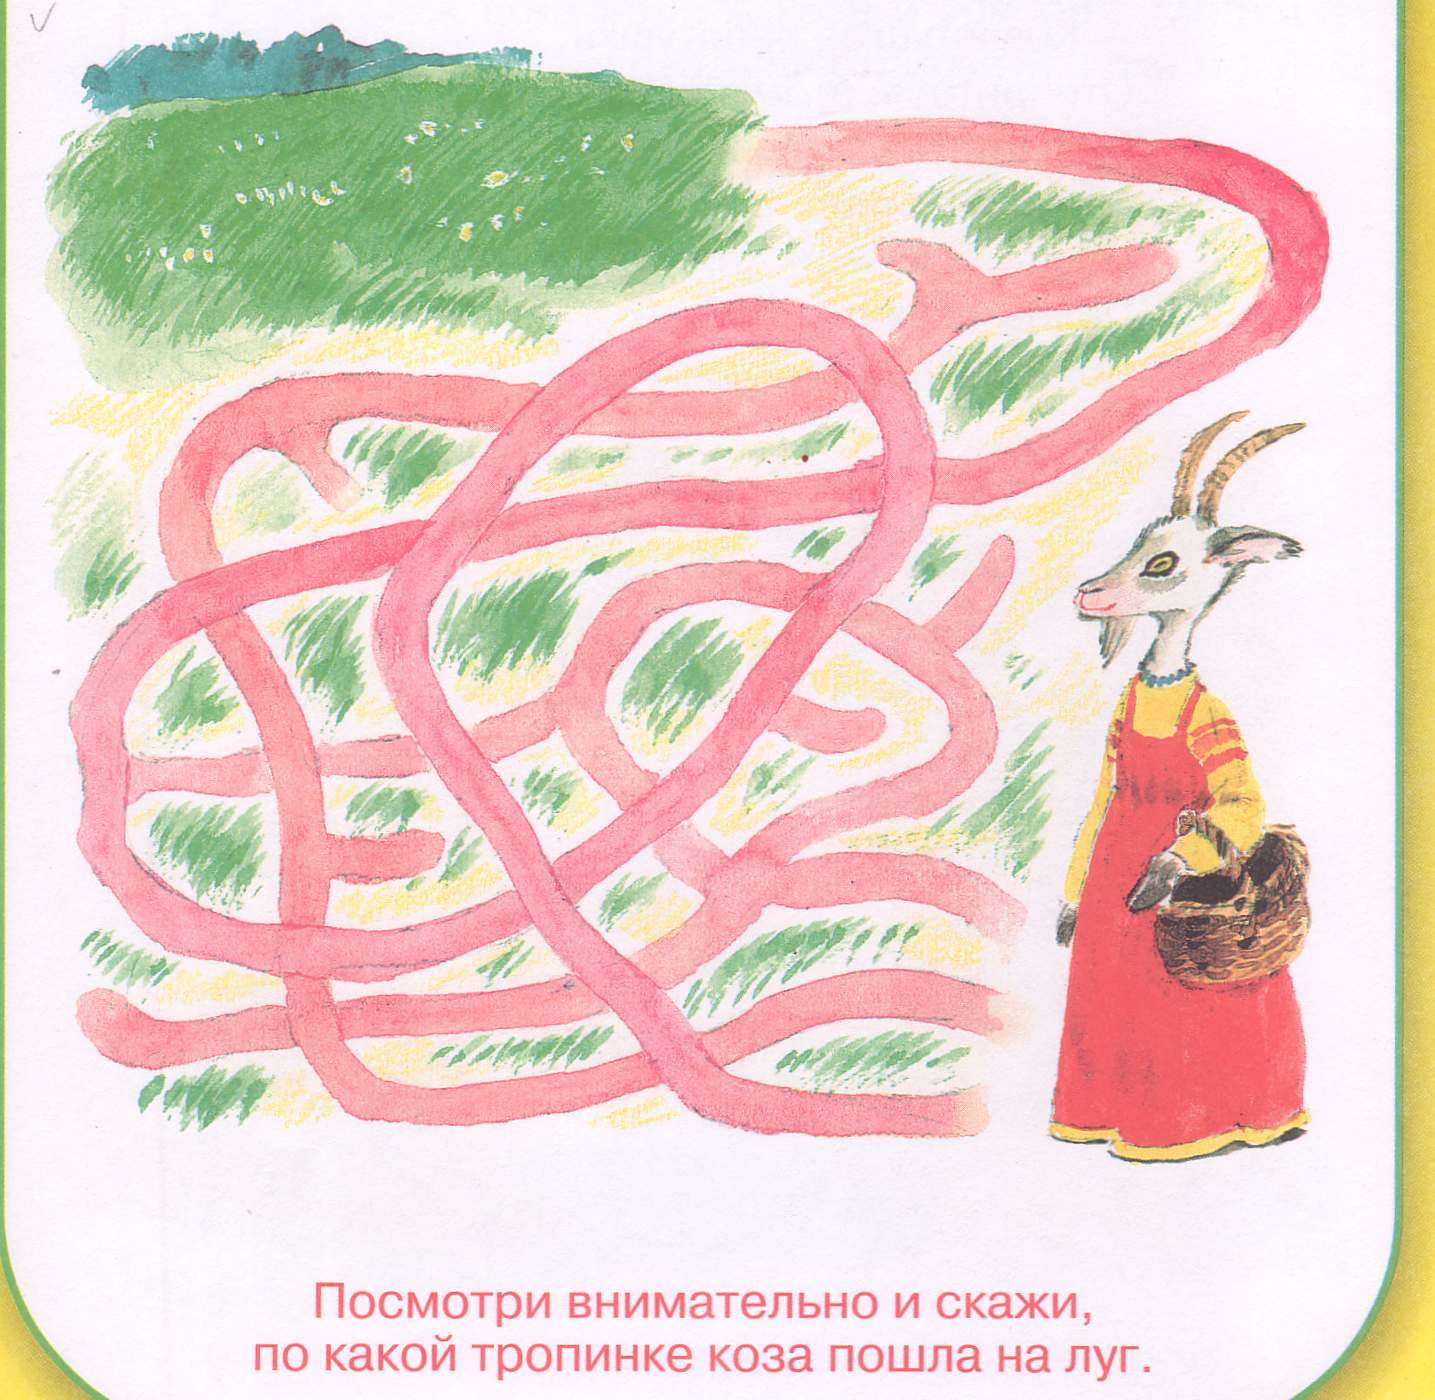 Посмотри внимательно и скажи,
по какой тропинке коза пошла на луг.